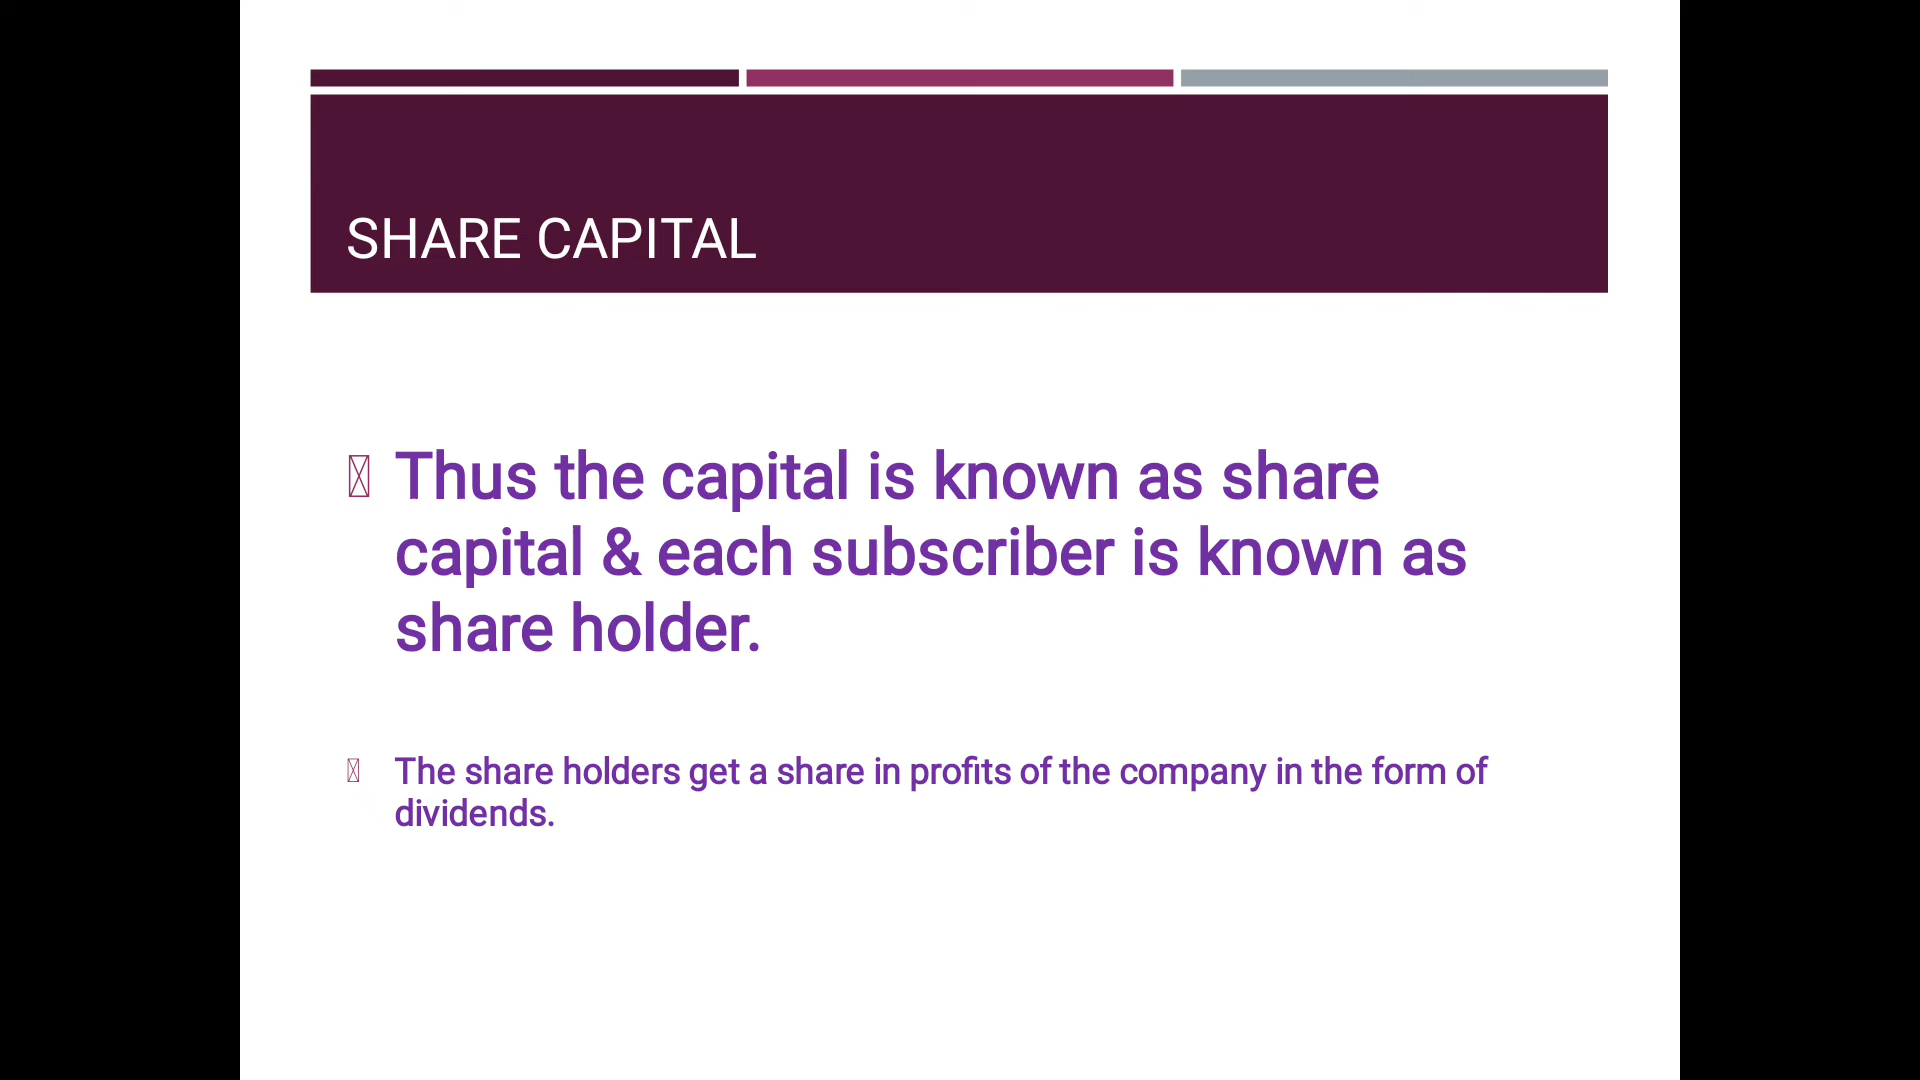 SHARE CAPITAL
Thus the capital is known as share
capital & each subscriber is known as
share holder.
The share holders get a share in profits of the company in the form of
dividends.